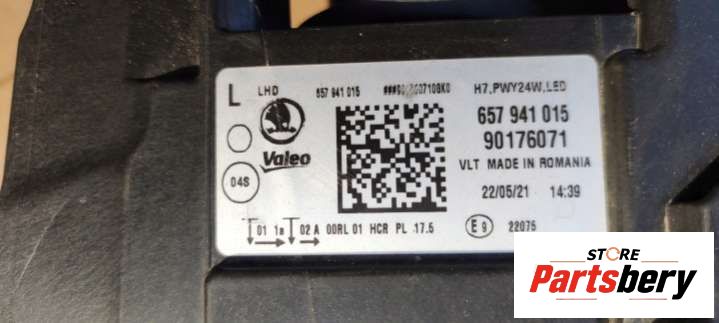 L LHD 657 941 015 H7,PWY24W,LED
657 941 015
Valeo 90176071
VLT MADE IN ROMANIA
04S 22/05/21 14:39
01 1a 02 A 00RL 01 HCR PL 17.5 E9 22075
STORE
Partsbery